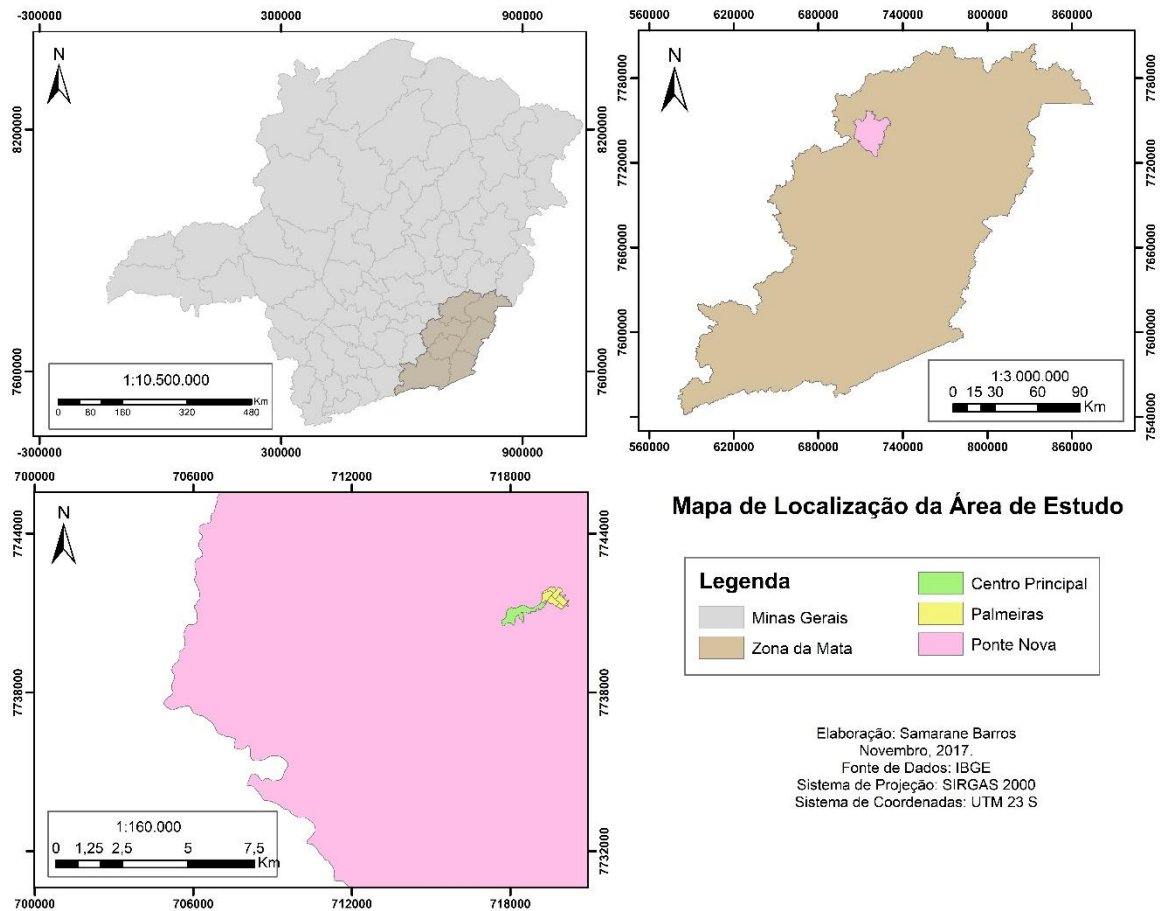 -300000 300000 900000
N
8200000 8200000
7600000 7600000
1:10.500.000
0 80 160 320 480
Km
-300000 300000 900000
560000 620000 680000 740000 800000 860000
N
7780000 7780000
7720000 7720000
7660000 7660000
7600000 7600000
7540000 7540000
1:3.000.000
0 15 30 60 90
Km
560000 620000 680000 740000 800000 860000
700000 706000 712000 718000
N
7744000 7744000
7738000 7738000
7732000 7732000
1:160.000
0 1,25 2,5 5 7,5
Km
700000 706000 712000 718000
Mapa de Localização da Área de Estudo
Legenda
Minas Gerais
Zona da Mata
Centro Principal
Palmeiras
Ponte Nova
Elaboração: Samarane Barros
Novembro, 2017.
Fonte de Dados: IBGE
Sistema de Projeção: SIRGAS 2000
Sistema de Coordenadas: UTM 23 S